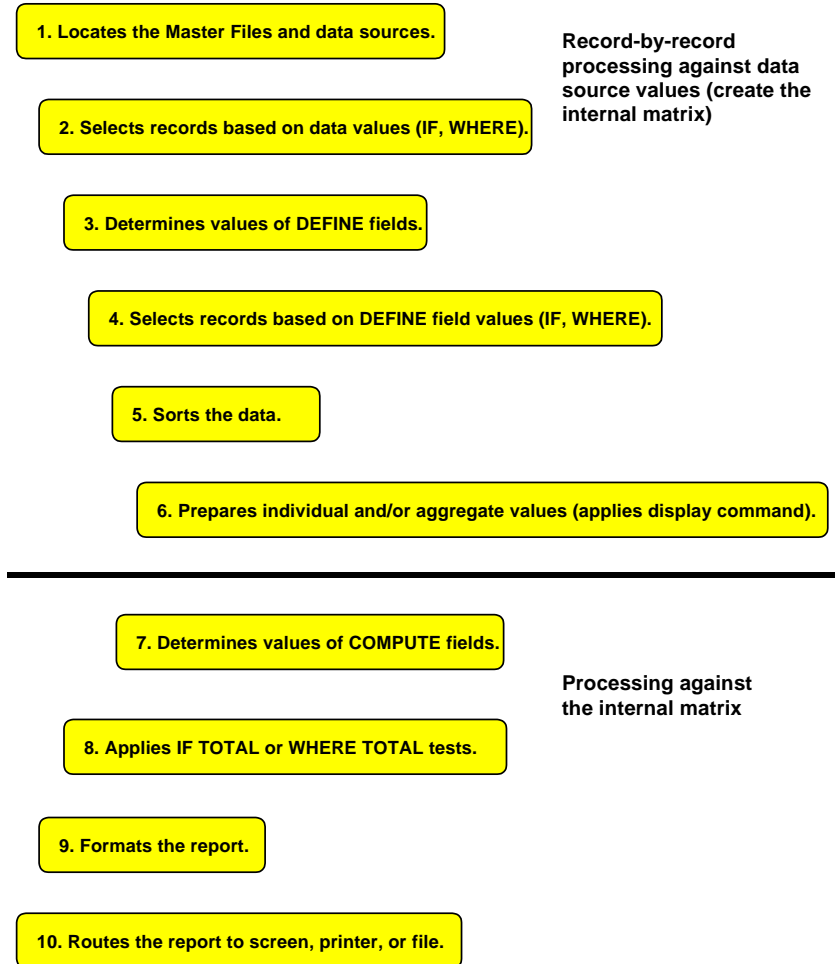 1. Locates the Master Files and data sources.
Record-by-record
processing against data
source values (create the
internal matrix)
2. Selects records based on data values (IF, WHERE).
3. Determines values of DEFINE fields.
4. Selects records based on DEFINE field values (IF, WHERE).
5. Sorts the data.
6. Prepares individual and/or aggregate values (applies display command).
7. Determines values of COMPUTE fields.
Processing against
the internal matrix
8. Applies IF TOTAL or WHERE TOTAL tests.
9. Formats the report.
10. Routes the report to screen, printer, or file.